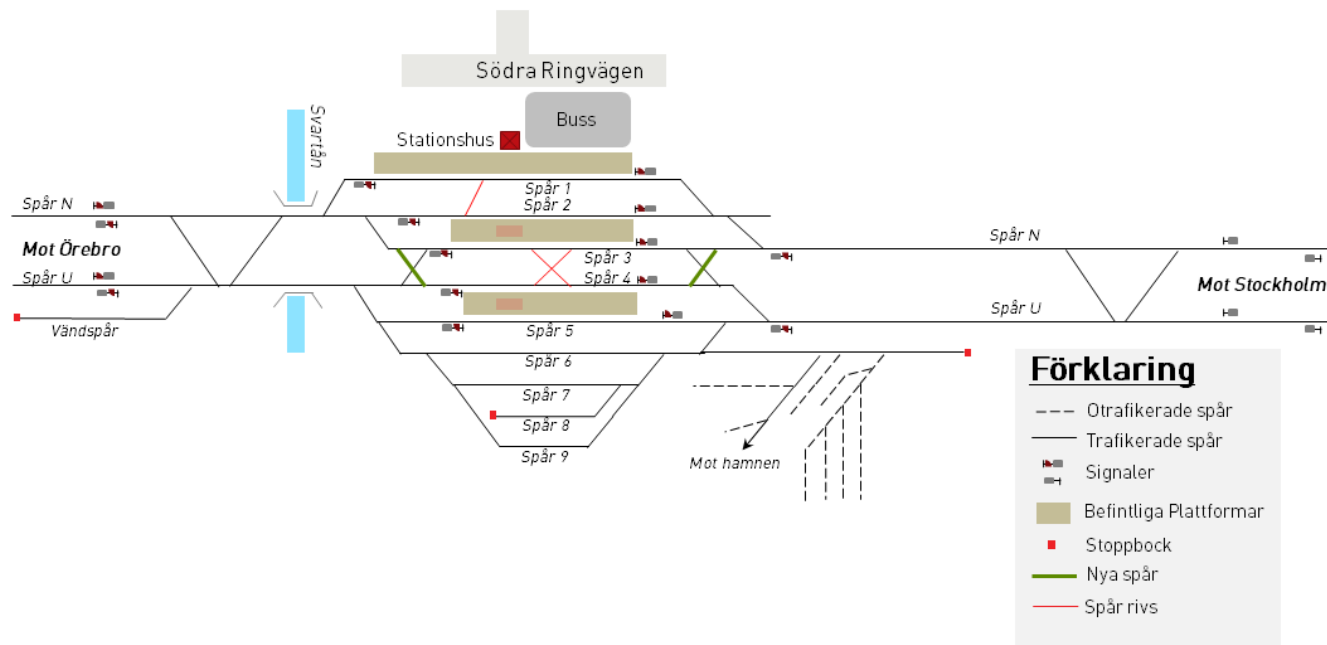 Södra Ringvägen
Buss
Svartån
Stationshus
Spår 1
Spår N
Spår 2
Mot Örebro
Spår N
Spår 3
Spår U
Spår 4
Mot Stockholm
Vändspår
Spår 5
Spår U
Spår 6
Spår 7
Spår 8
Spår 9
Mot hamnen
Förklaring
Otrafikerade spår
Trafikerade spår
Signaler
Befintliga Plattformar
Stoppbock
Nya spår
Spår rivs